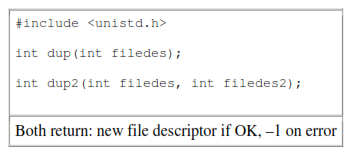 #include <unistd.h>
int dup(int filedes);
int dup2(int filedes, int filedes2);
Both return: new file descriptor if OK, –1 on error